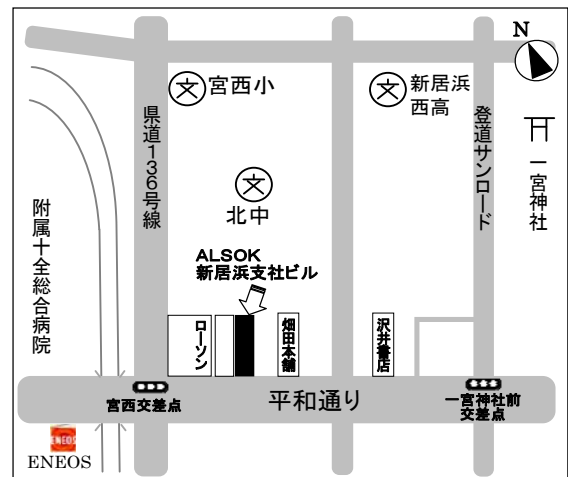 N
宮西小
新居浜
西高
県道136号線
登道サンロード
一宮神社
北中
附属十全総合病院
ALSOK
新居浜支社ビル
ローソン
畑田本舗
沢井書店
平和通り
宮西交差点
一宮神社前
交差点
ENEOS
ENEOS